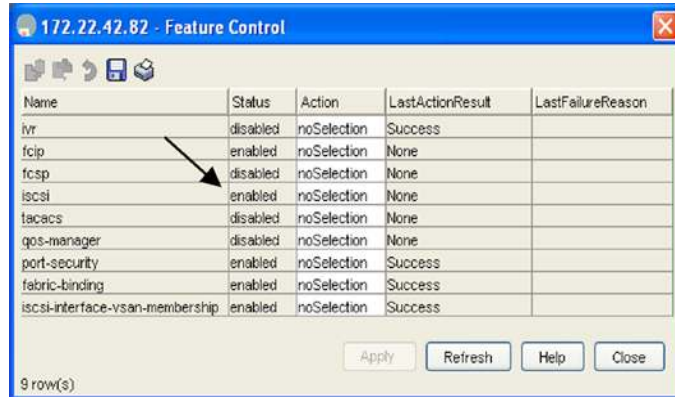 172.22.42.82 - Feature Control
Name Status Action LastActionResult LastFailureReason
ivr disabled noSelection Success
fcip enabled noSelection None
fcsp disabled noSelection None
iscsi enabled noSelection None
tacacs disabled noSelection None
qos-manager disabled noSelection None
port-security enabled noSelection Success
fabric-binding enabled noSelection Success
iscsi-interface-vsan-membership enabled noSelection Success
Apply Refresh Help Close
9 row(s)